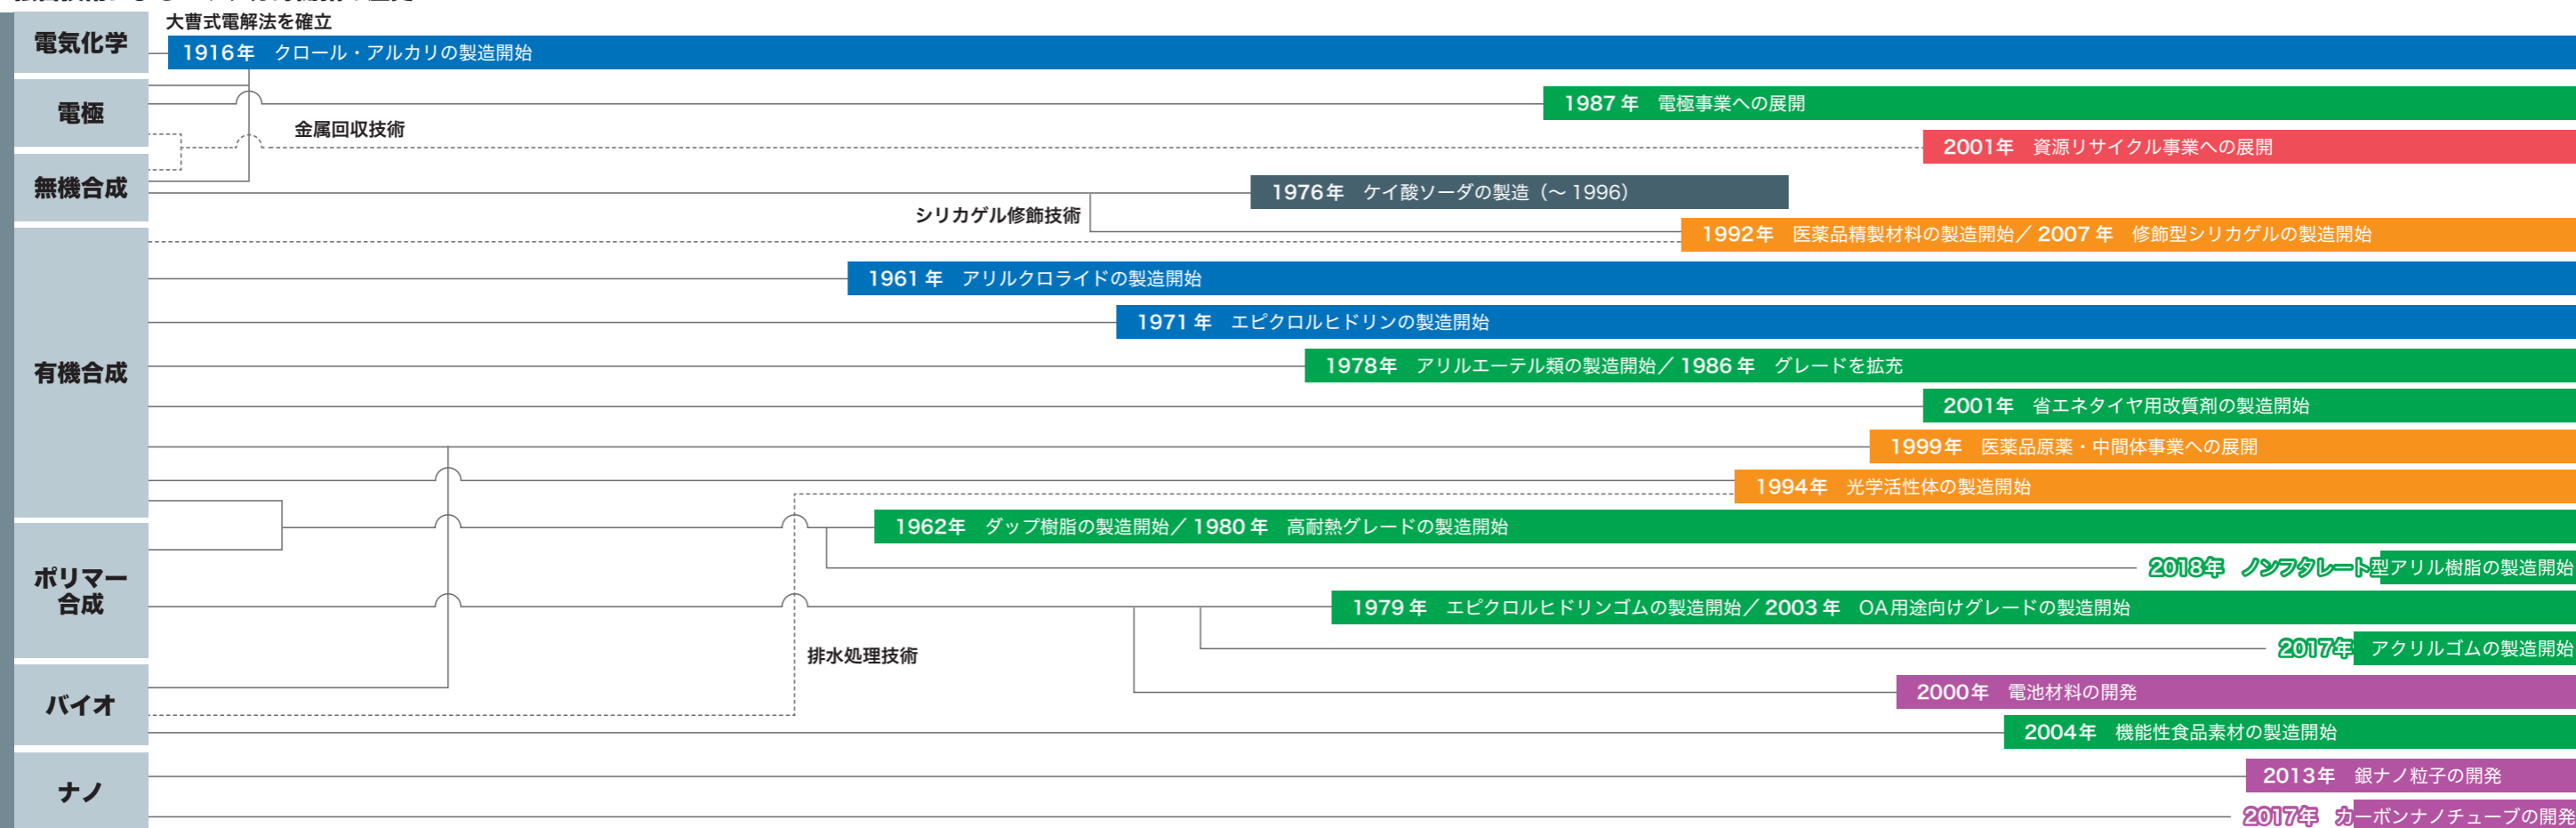 大曹式電解法を確立
電気化学
1916年 クロール・アルカリの製造開始
電極
1987年 電極事業への展開
金属回収技術
2001年 資源リサイクル事業への展開
無機合成
1976年 ケイ酸ソーダの製造（～1996）
シリカゲル修飾技術
1992年 医薬品精製材料の製造開始／2007年 修飾型シリカゲルの製造開始
有機合成
1961年 アリルクロライドの製造開始
1971年 エピクロルヒドリンの製造開始
1978年 アリルエーテル類の製造開始／1986年 グレードを拡充
2001年 省エネタイヤ用改質剤の製造開始
1999年 医薬品原薬・中間体事業への展開
1994年 光学活性体の製造開始
1962年 ダップ樹脂の製造開始／1980年 高耐熱グレードの製造開始
ポリマー
合成
2018年 ノンフタレート型アリル樹脂の製造開始
1979年 エピクロルヒドリンゴムの製造開始／2003年 OA用途向けグレードの製造開始
2017年 アクリルゴムの製造開始
排水処理技術
バイオ
2000年 電池材料の開発
2004年 機能性食品素材の製造開始
ナノ
2013年 銀ナノ粒子の開発
2017年 カーボンナノチューブの開発